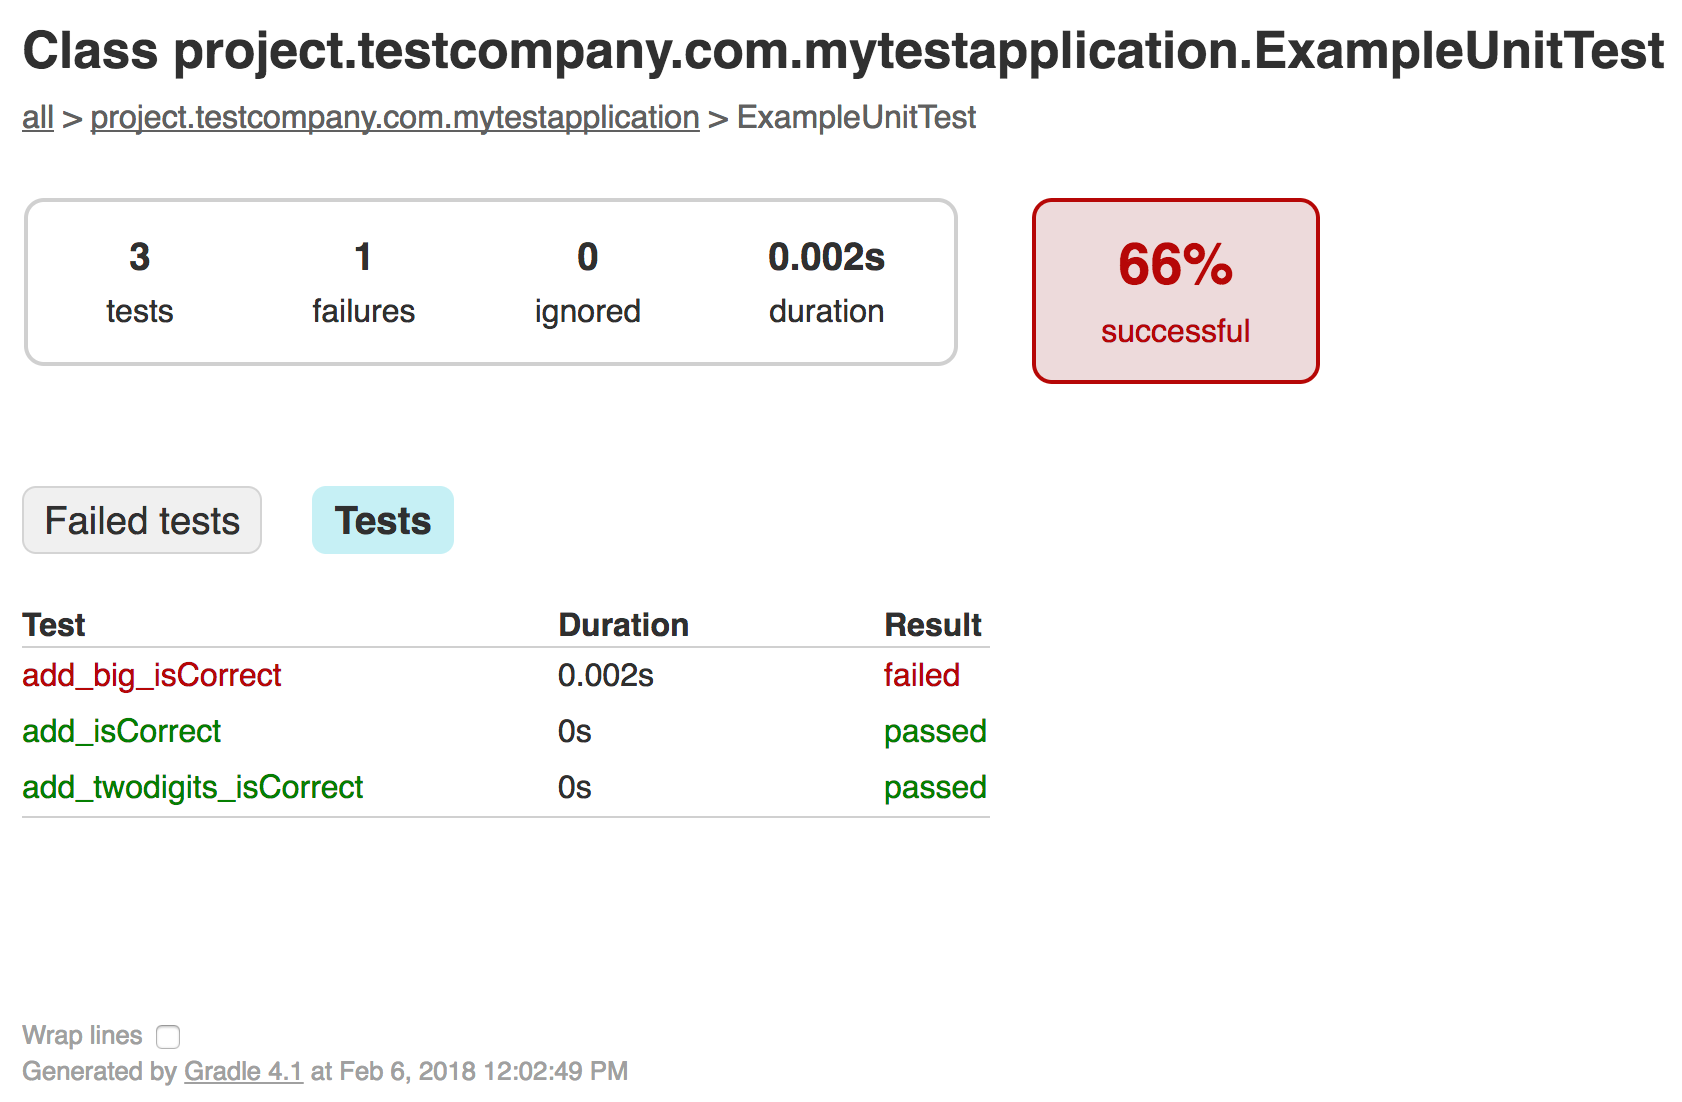 Class project.testcompany.com.mytestapplication.ExampleUnitTest
all > project.testcompany.com.mytestapplication > ExampleUnitTest
3 1 0 0.002s
tests failures ignored duration
66%
successful
Failed tests Tests
Test Duration Result
add_big_isCorrect 0.002s failed
add_isCorrect 0s passed
add_twodigits_isCorrect 0s passed
Wrap lines
Generated by Gradle 4.1 at Feb 6, 2018 12:02:49 PM